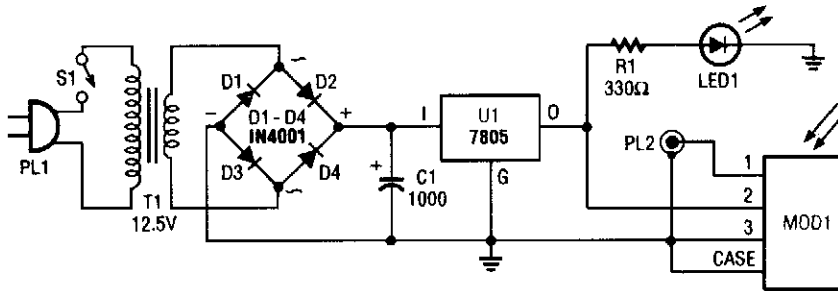 S1
PL1
T1
12.5V
~
D1
D2
−
D1 - D4
IN4001
+
D3
D4
~
+
C1
1000
I
U1
7805
O
G
R1
330Ω
LED1
PL2
1
2
3
CASE
MOD1